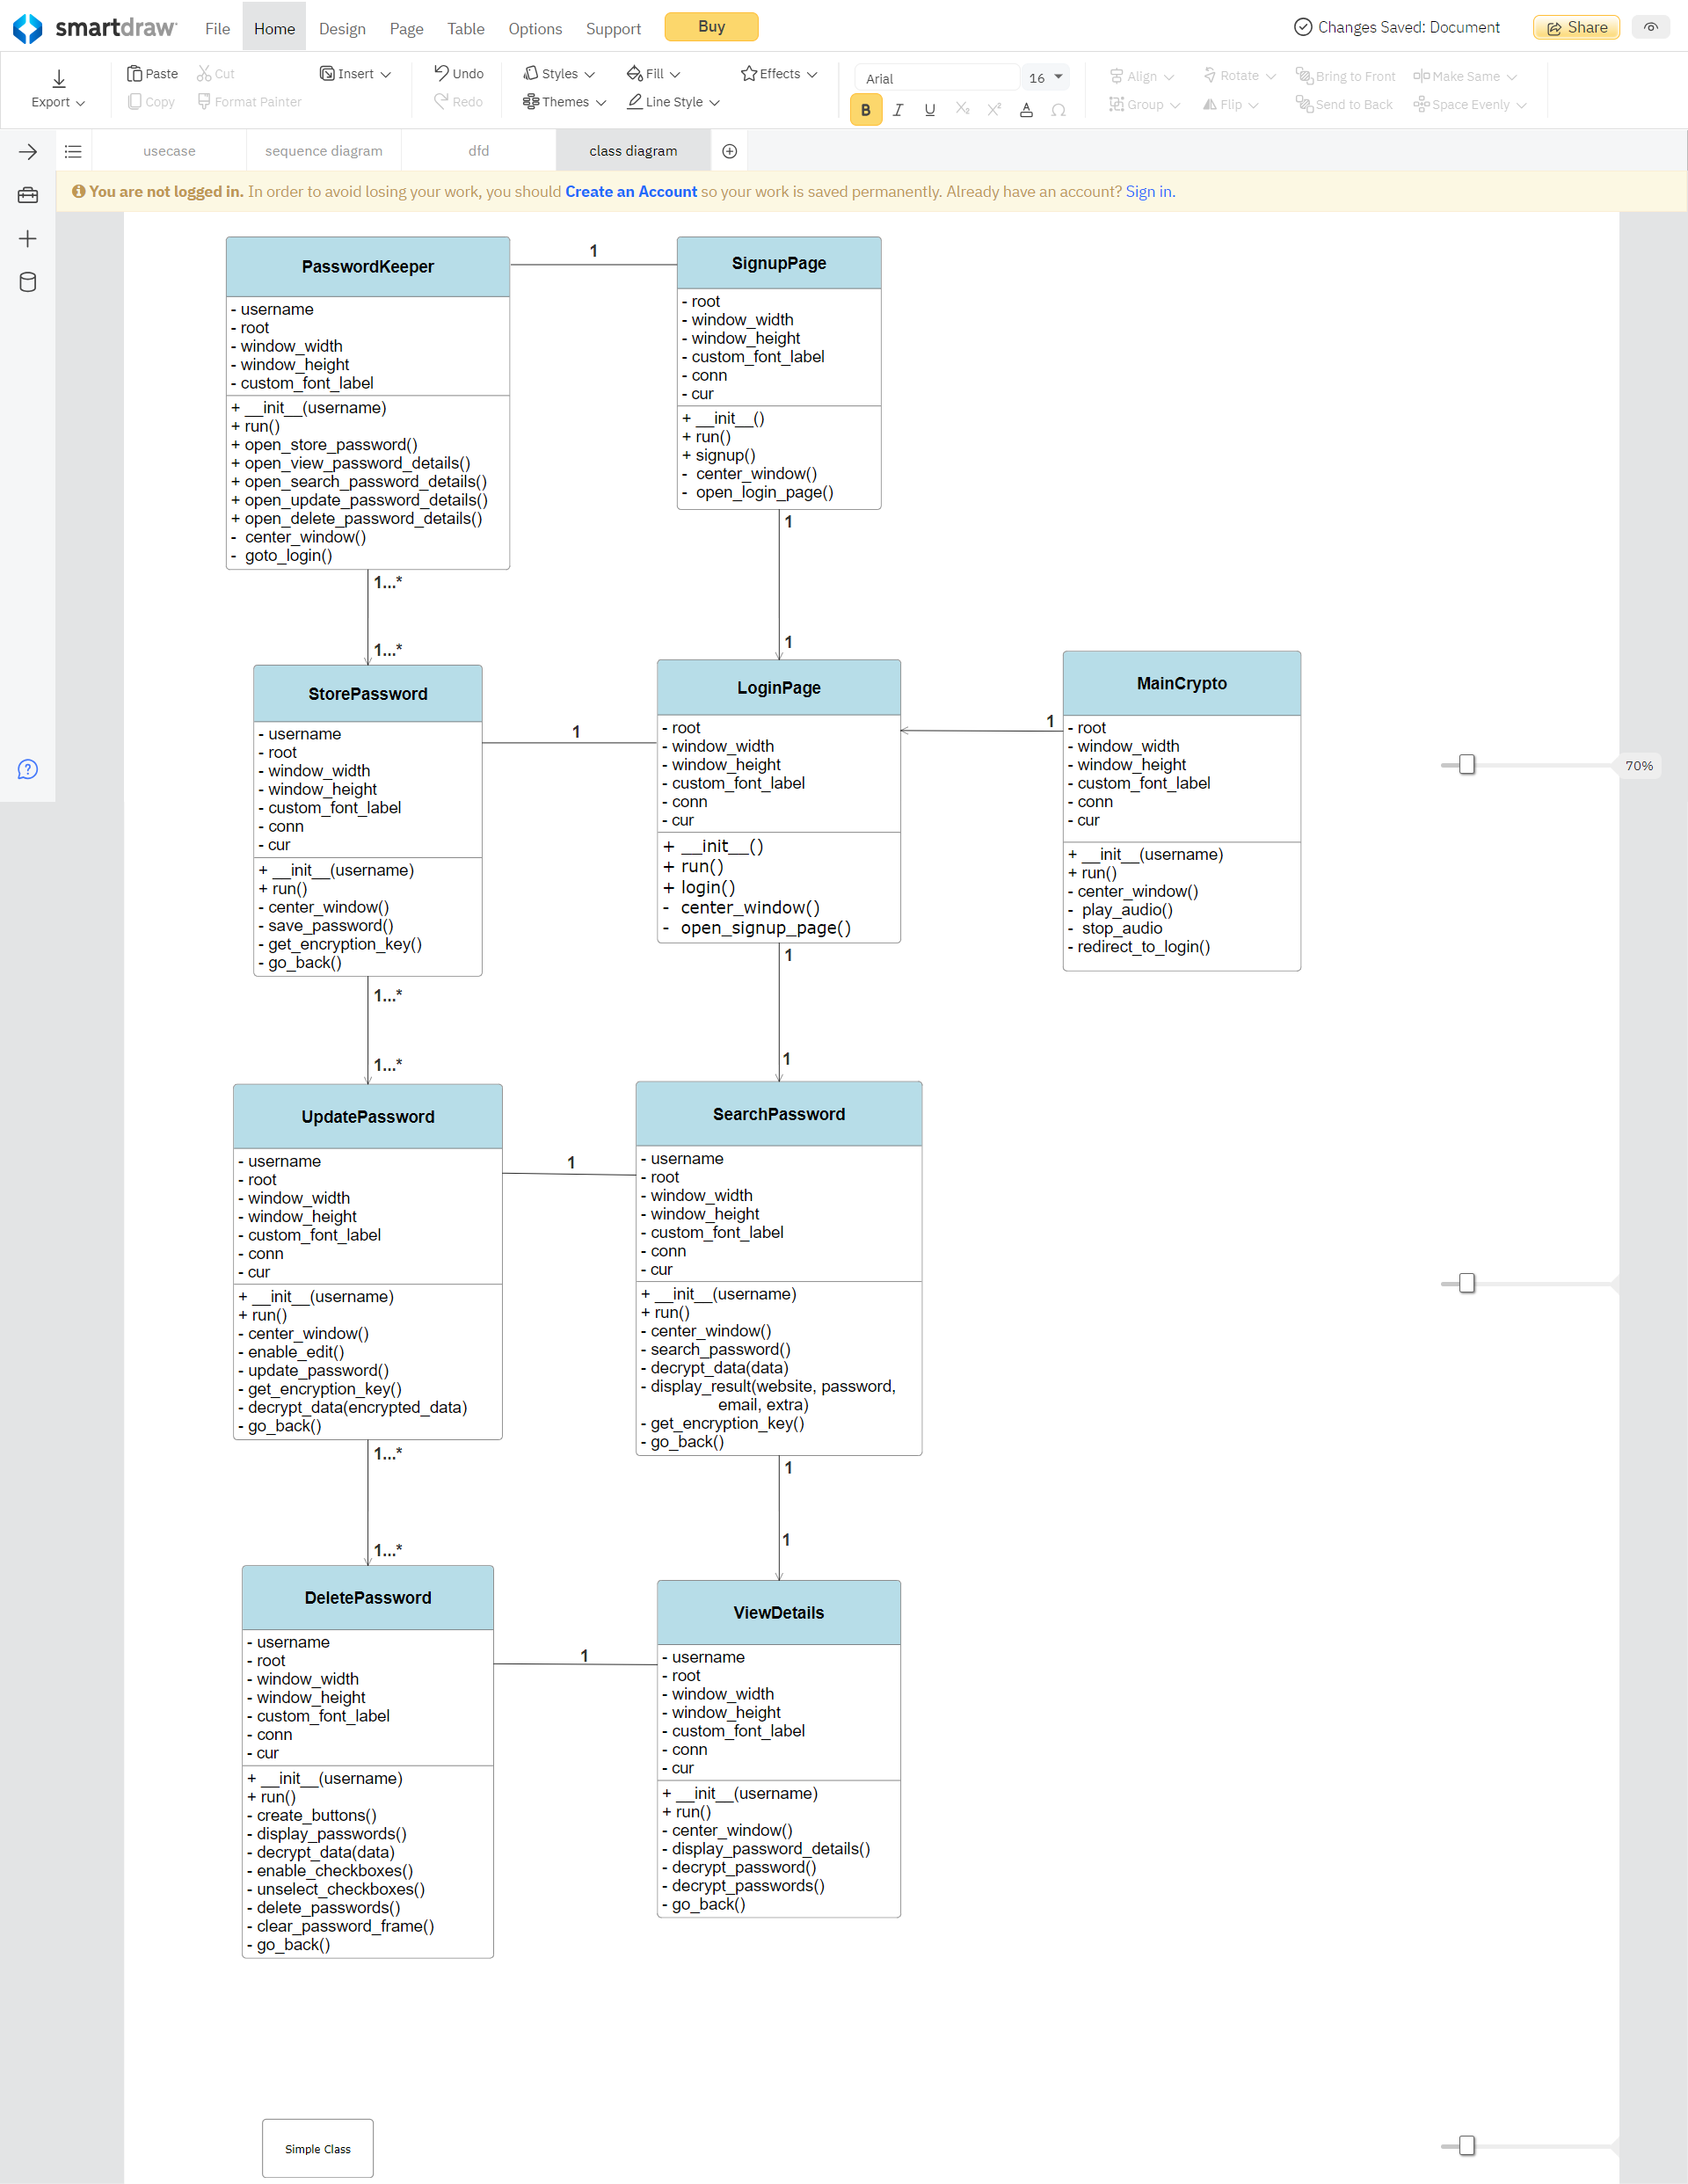 smartdraw
File Home Design Page Table Options Support Buy
Changes Saved: Document
Share
Export
Paste Cut
Copy Format Painter
Insert
Undo
Redo
Styles Fill Effects
Themes Line Style
Arial 16
B I U X₂ X² A Ω
Align Rotate Bring to Front Make Same
Group Flip Send to Back Space Evenly
usecase sequence diagram dfd class diagram
You are not logged in. In order to avoid losing your work, you should Create an Account so your work is saved permanently. Already have an account? Sign in.
PasswordKeeper
- username
- root
- window_width
- window_height
- custom_font_label
+ __init__(username)
+ run()
+ open_store_password()
+ open_view_password_details()
+ open_search_password_details()
+ open_update_password_details()
+ open_delete_password_details()
- center_window()
- goto_login()
1
SignupPage
- root
- window_width
- window_height
- custom_font_label
- conn
- cur
+ __init__()
+ run()
+ signup()
- center_window()
- open_login_page()
1...*
1...*
1
1
StorePassword
- username
- root
- window_width
- window_height
- custom_font_label
- conn
- cur
+ __init__(username)
+ run()
- center_window()
- save_password()
- get_encryption_key()
- go_back()
1
LoginPage
- root
- window_width
- window_height
- custom_font_label
- conn
- cur
+ __init__()
+ run()
+ login()
- center_window()
- open_signup_page()
1
MainCrypto
- root
- window_width
- window_height
- custom_font_label
- conn
- cur
+ __init__(username)
+ run()
- center_window()
- play_audio()
- stop_audio
- redirect_to_login()
70%
1...*
1...*
1
1
UpdatePassword
- username
- root
- window_width
- window_height
- custom_font_label
- conn
- cur
+ __init__(username)
+ run()
- center_window()
- enable_edit()
- update_password()
- get_encryption_key()
- decrypt_data(encrypted_data)
- go_back()
1
SearchPassword
- username
- root
- window_width
- window_height
- custom_font_label
- conn
- cur
+ __init__(username)
+ run()
- center_window()
- search_password()
- decrypt_data(data)
- display_result(website, password,
email, extra)
- get_encryption_key()
- go_back()
1...*
1...*
1
1
DeletePassword
- username
- root
- window_width
- window_height
- custom_font_label
- conn
- cur
+ __init__(username)
+ run()
- create_buttons()
- display_passwords()
- decrypt_data(data)
- enable_checkboxes()
- unselect_checkboxes()
- delete_passwords()
- clear_password_frame()
- go_back()
1
ViewDetails
- username
- root
- window_width
- window_height
- custom_font_label
- conn
- cur
+ __init__(username)
+ run()
- center_window()
- display_password_details()
- decrypt_password()
- decrypt_passwords()
- go_back()
Simple Class